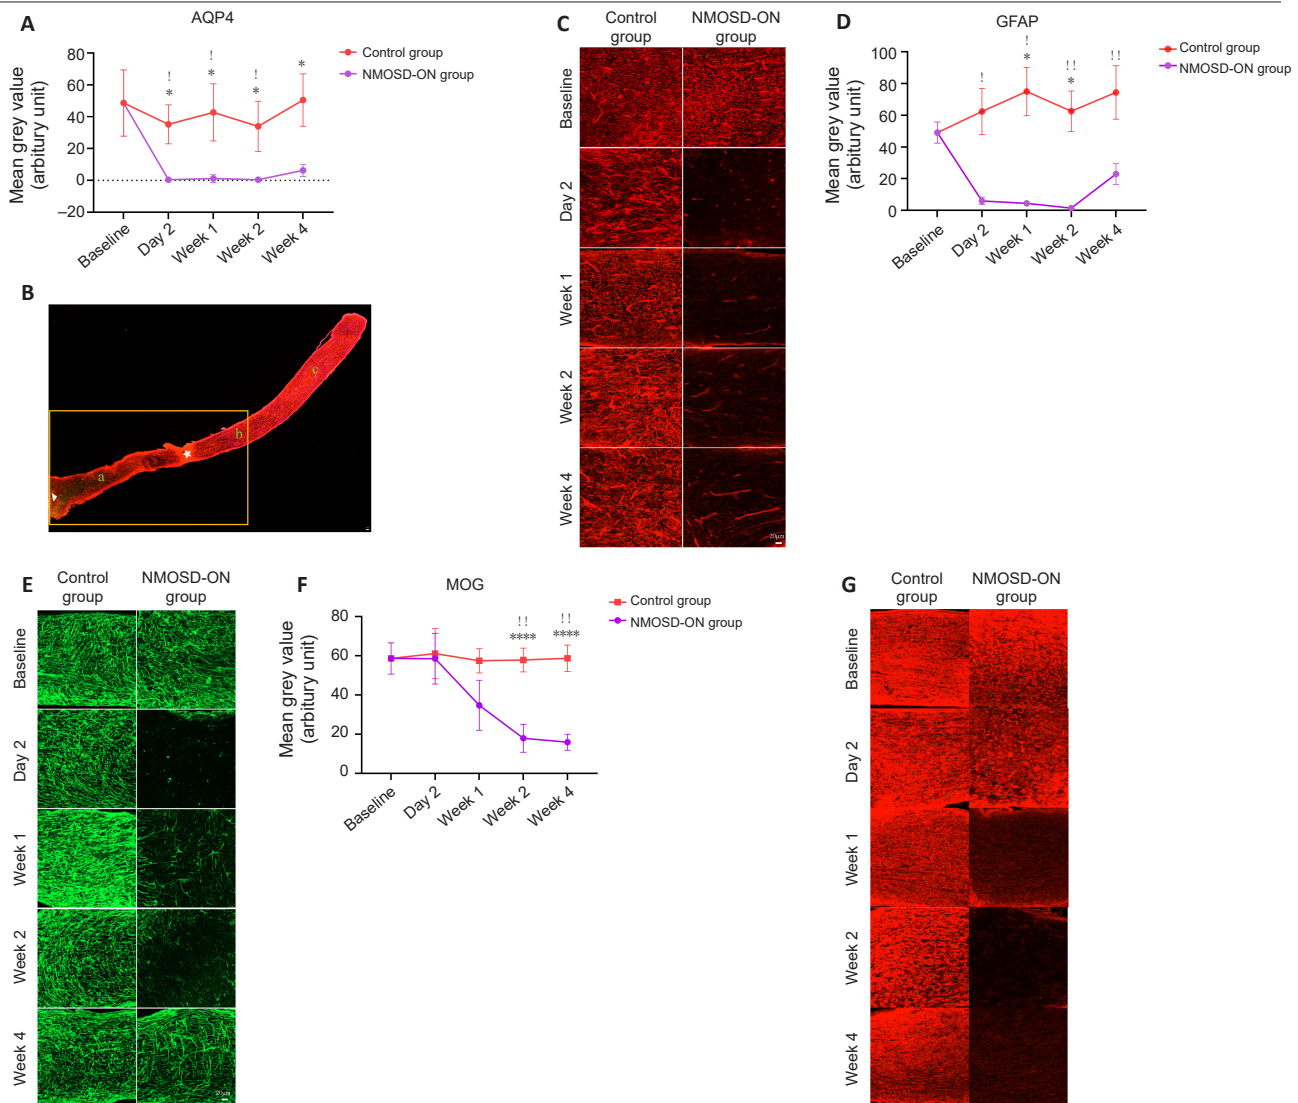 A
AQP4
Mean grey value
(arbitury unit)
80
60
40
20
0
–20
! ! !
* * * *
Baseline
Day 2
Week 1
Week 2
Week 4
Control group
NMOSD-ON group
B
a
b
c
C
Control
group
NMOSD-ON
group
Baseline
Day 2
Week 1
Week 2
Week 4
20μm
D
GFAP
Mean grey value
(arbitury unit)
100
80
60
40
20
0
! ! !! !!
* *
Baseline
Day 2
Week 1
Week 2
Week 4
Control group
NMOSD-ON group
E
Control
group
NMOSD-ON
group
Baseline
Day 2
Week 1
Week 2
Week 4
20μm
F
MOG
Mean grey value
(arbitury unit)
80
60
40
20
0
!! !!
**** ****
Baseline
Day 2
Week 1
Week 2
Week 4
Control group
NMOSD-ON group
G
Control
group
NMOSD-ON
group
Baseline
Day 2
Week 1
Week 2
Week 4